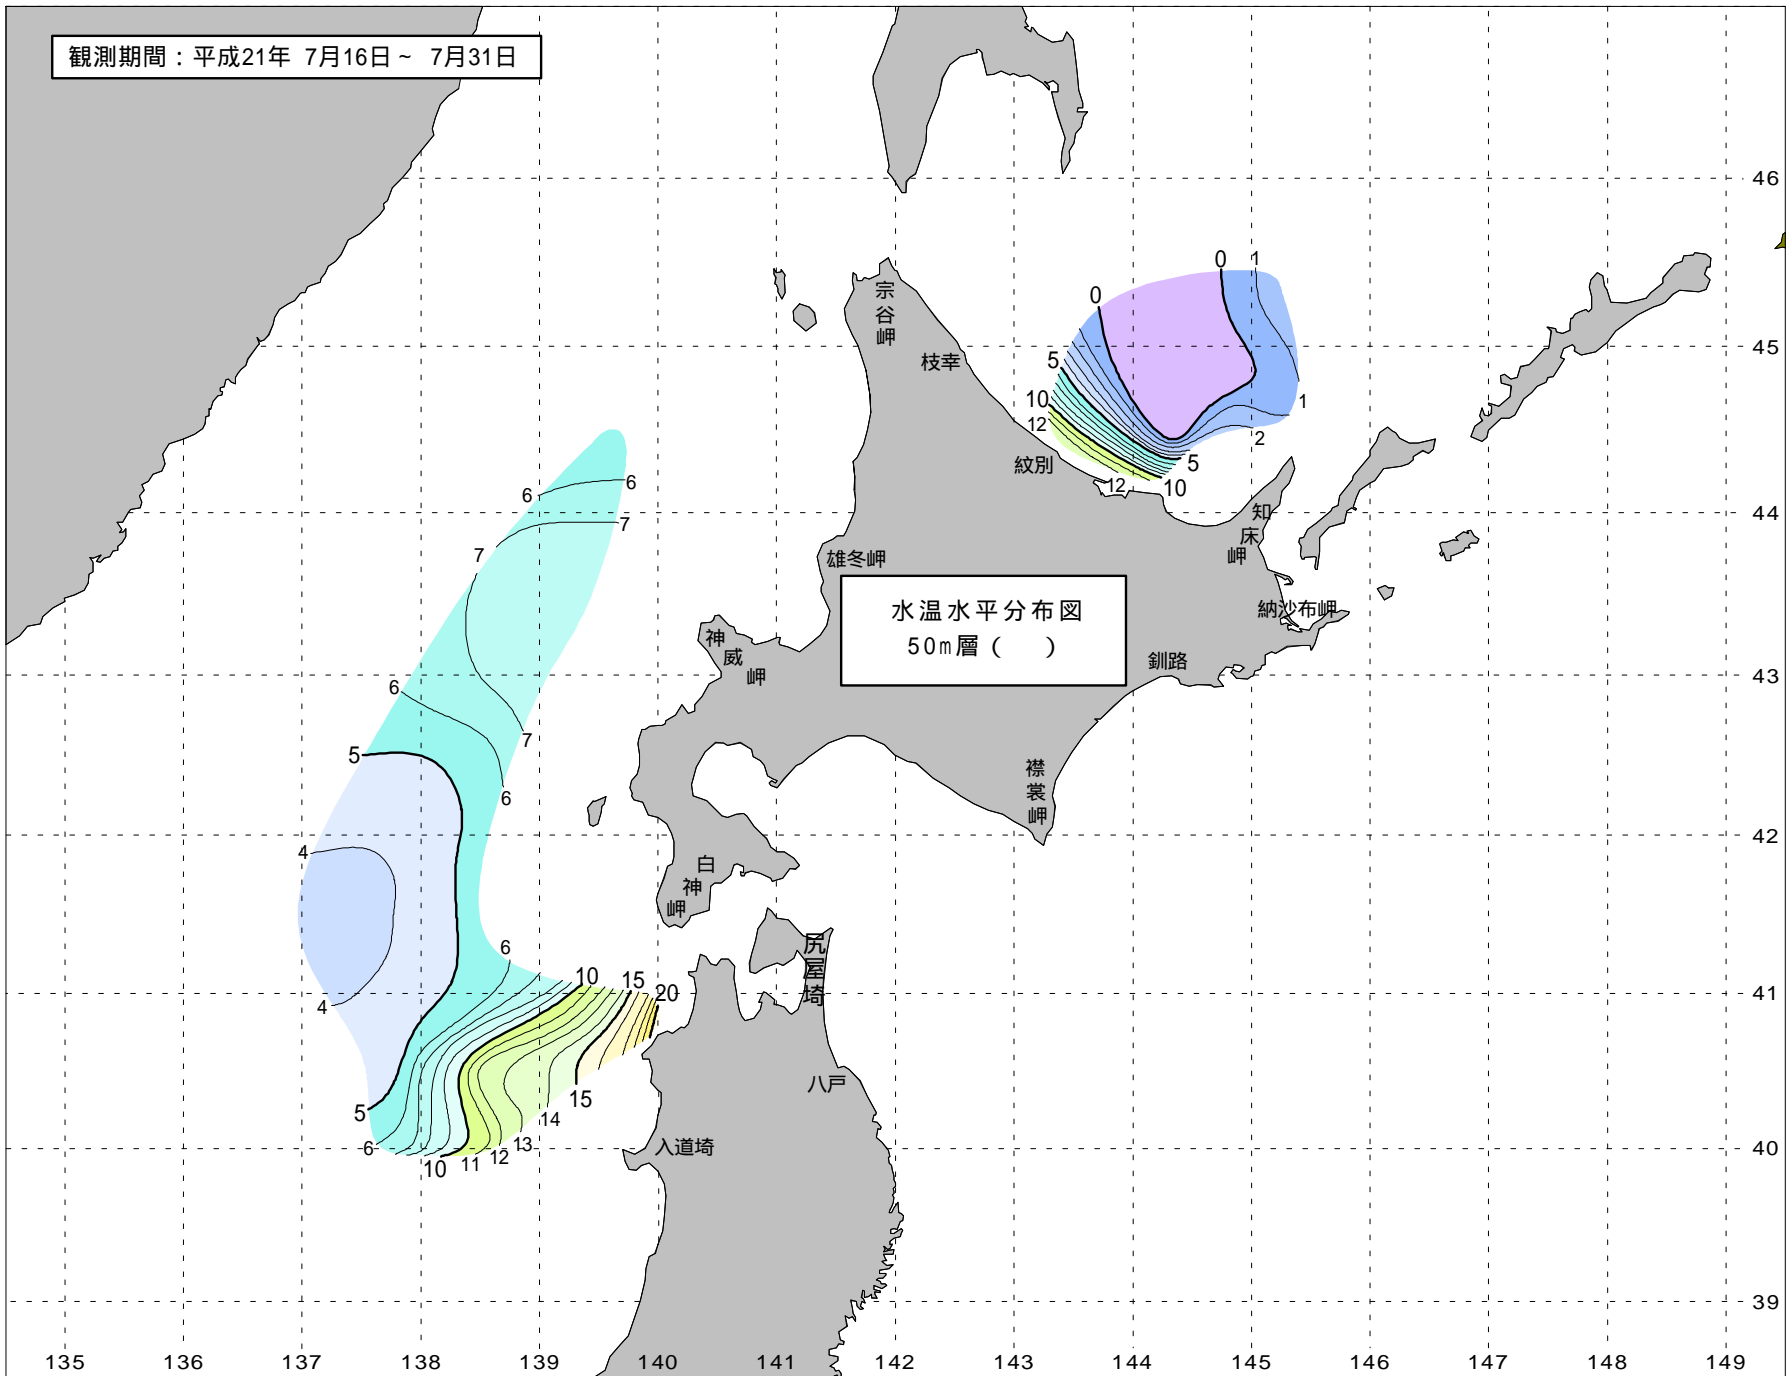 観測期間：平成21年 7月16日～ 7月31日
46
0
1
宗谷岬
0
45
枝幸
5
10
12
1
2
紋別
5
12
10
6
6
44
知床岬
7
7
雄冬岬
水温水平分布図
50m層（　）
納沙布岬
神威岬
釧路
43
6
7
5
襟裳岬
6
42
4
白神岬
尻屋埼
6
10
15
20
41
4
八戸
5
15
14
13
12
11
10
6
入道埼
40
39
135 136 137 138 139 140 141 142 143 144 145 146 147 148 149